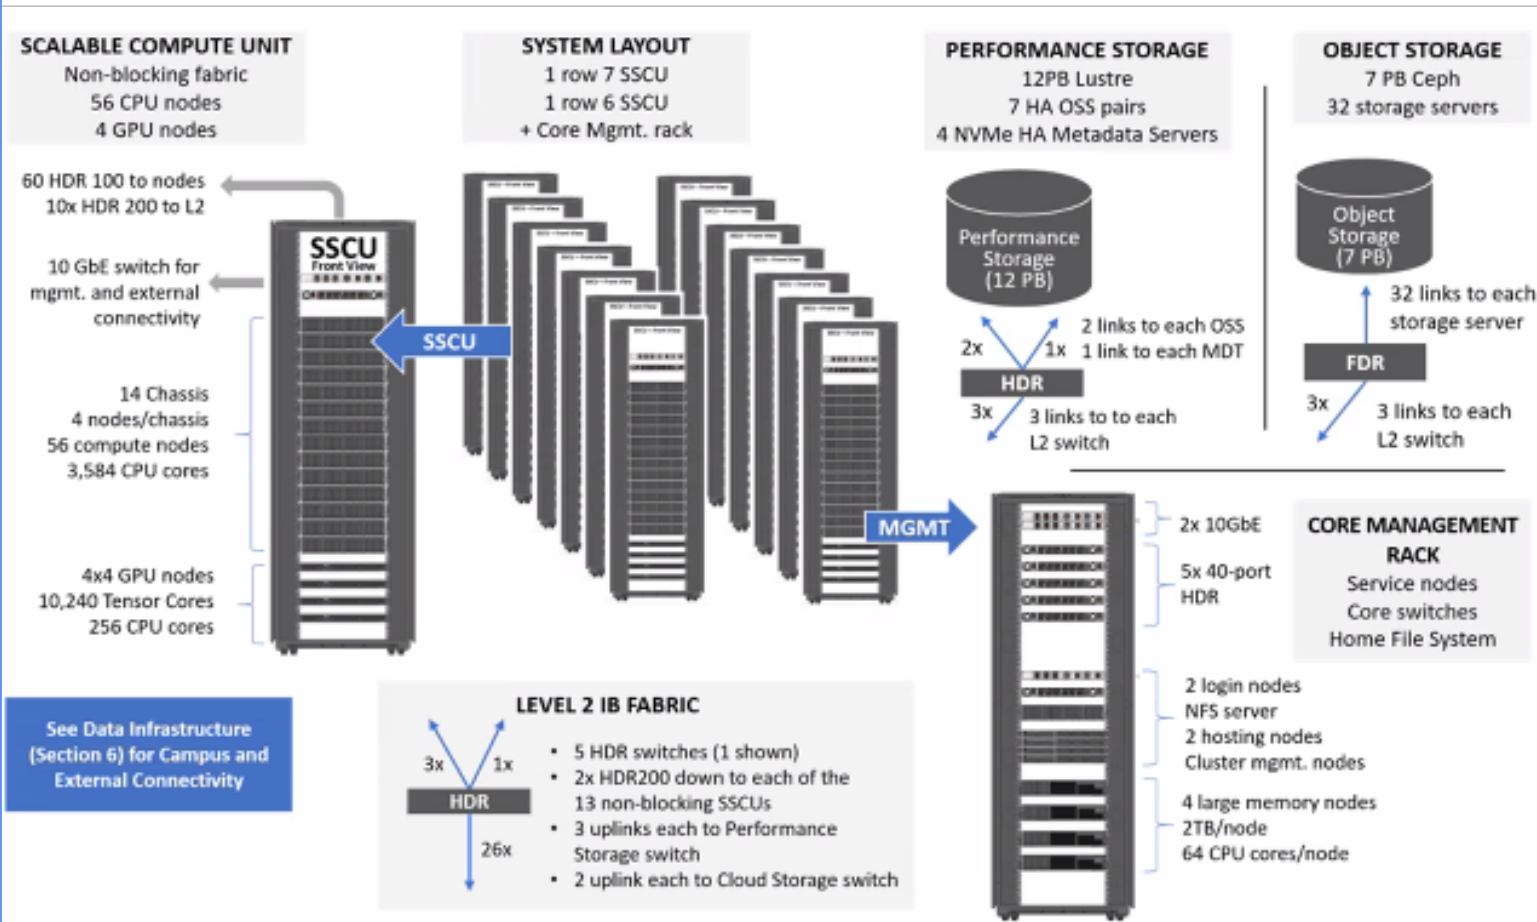 SCALABLE COMPUTE UNIT
Non-blocking fabric
56 CPU nodes
4 GPU nodes
SYSTEM LAYOUT
1 row 7 SSCU
1 row 6 SSCU
+ Core Mgmt. rack
PERFORMANCE STORAGE
12PB Lustre
7 HA OSS pairs
4 NVMe HA Metadata Servers
OBJECT STORAGE
7 PB Ceph
32 storage servers
60 HDR 100 to nodes
10x HDR 200 to L2
10 GbE switch for
mgmt. and external
connectivity
14 Chassis
4 nodes/chassis
56 compute nodes
3,584 CPU cores
4x4 GPU nodes
10,240 Tensor Cores
256 CPU cores
SSCU
Front View
SSCU
MGMT
Performance
Storage
(12 PB)
2x
1x
2 links to each OSS
1 link to each MDT
HDR
3x
3 links to to each
L2 switch
Object
Storage
(7 PB)
32 links to each
storage server
FDR
3x
3 links to each
L2 switch
2x 10GbE
5x 40-port
HDR
2 login nodes
NFS server
2 hosting nodes
Cluster mgmt. nodes
4 large memory nodes
2TB/node
64 CPU cores/node
CORE MANAGEMENT
RACK
Service nodes
Core switches
Home File System
See Data Infrastructure
(Section 6) for Campus and
External Connectivity
LEVEL 2 IB FABRIC
3x
1x
HDR
26x
• 5 HDR switches (1 shown)
• 2x HDR200 down to each of the
13 non-blocking SSCUs
• 3 uplinks each to Performance
Storage switch
• 2 uplink each to Cloud Storage switch